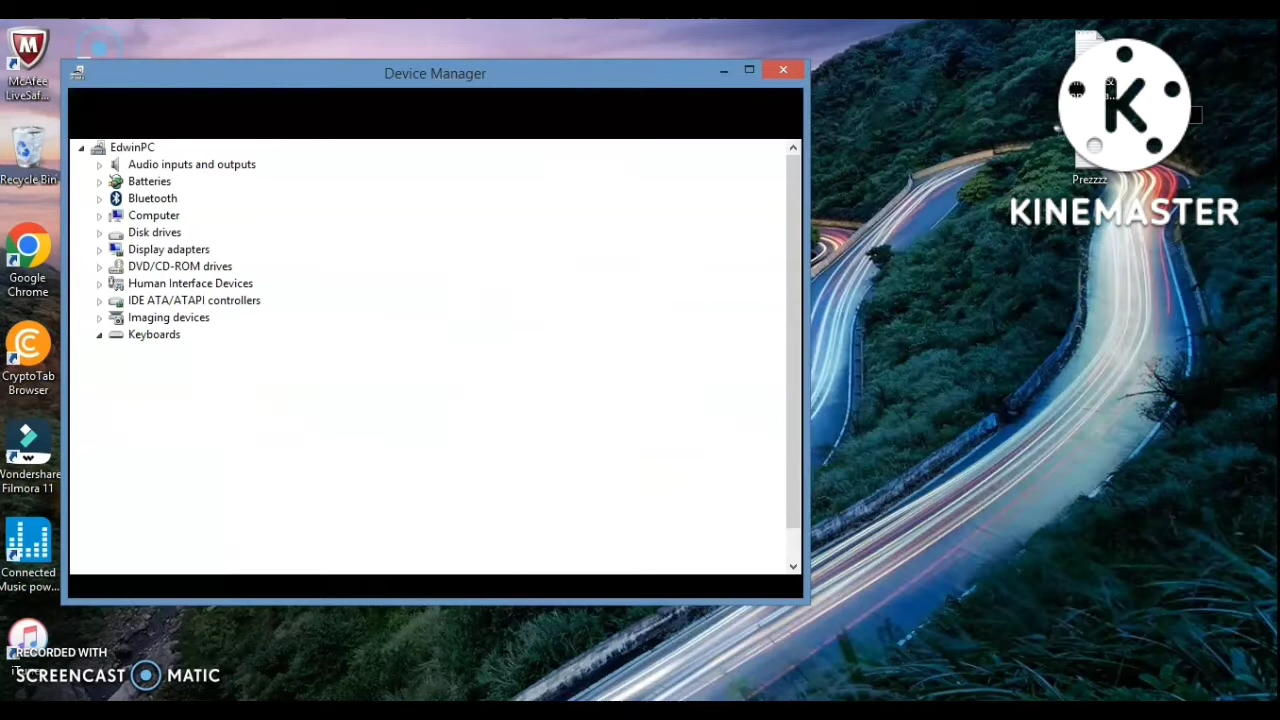 McAfee
LiveSaf...
Recycle Bin
Google
Chrome
CryptoTab
Browser
Wondershare
Filmora 11
Connected
Music pow...
Device Manager
EdwinPC
Audio inputs and outputs
Batteries
Bluetooth
Computer
Disk drives
Display adapters
DVD/CD-ROM drives
Human Interface Devices
IDE ATA/ATAPI controllers
Imaging devices
Keyboards
Prezzzz
K
KINEMASTER
RECORDED WITH
SCREENCAST MATIC